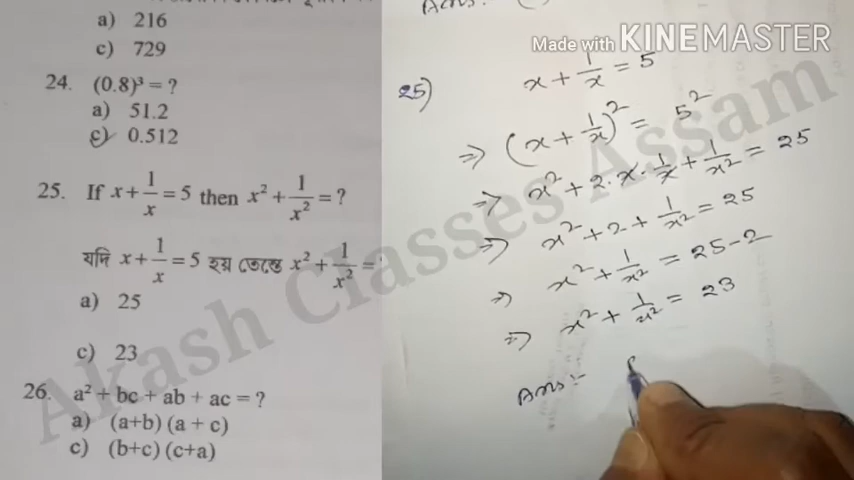 a) 216
c) 729
24. (0.8)³ = ?
a) 51.2
c) 0.512
25. If x + 1/x = 5 then x² + 1/x² = ?
যদি x + 1/x = 5 হয় তেন্তে x² + 1/x² =
a) 25
c) 23
26. a² + bc + ab + ac = ?
a) (a+b) (a + c)
c) (b+c) (c+a)
Made with KINEMASTER
Ans:
25) x + 1/x = 5
⇒ (x + 1/x)² = 5²
⇒ x² + 2·x·1/x + 1/x² = 25
⇒ x² + 2 + 1/x² = 25
⇒ x² + 1/x² = 25-2
⇒ x² + 1/x² = 23
Ans:-
Akash Classes Assam